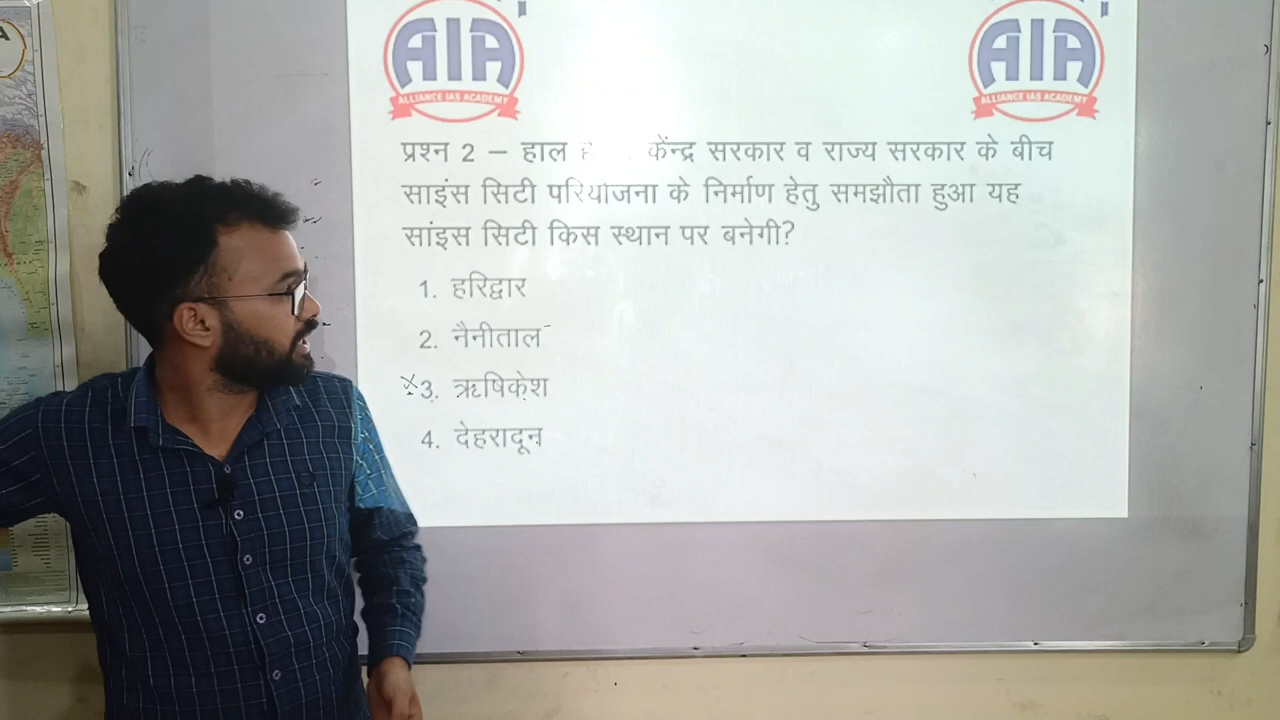 AIA
ALLIANCE IAS ACADEMY
AIA
ALLIANCE IAS ACADEMY
प्रश्न 2 – हाल केंन्द्र सरकार व राज्य सरकार के बीच
साइंस सिटी परियोजना के निर्माण हेतु समझौता हुआ यह
सांइस सिटी किस स्थान पर बनेगी?
1. हरिद्वार
2. नैनीताल
3. ऋषिकेश
4. देहरादून